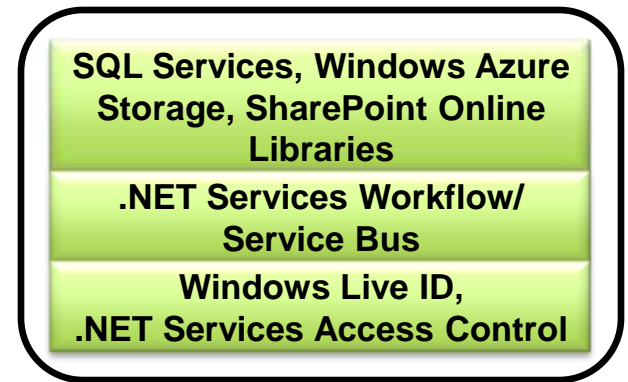 SQL Services, Windows Azure
Storage, SharePoint Online
Libraries
.NET Services Workflow/
Service Bus
Windows Live ID,
.NET Services Access Control